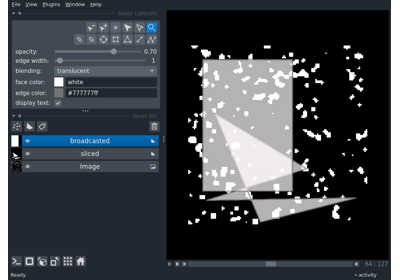 File View Plugins Window Help
layer controls
opacity: 0.70
edge width: 1
blending: translucent
face color: white
edge color: #777777ff
display text:
layer list
broadcasted
sliced
Image
64 127
Ready
activity